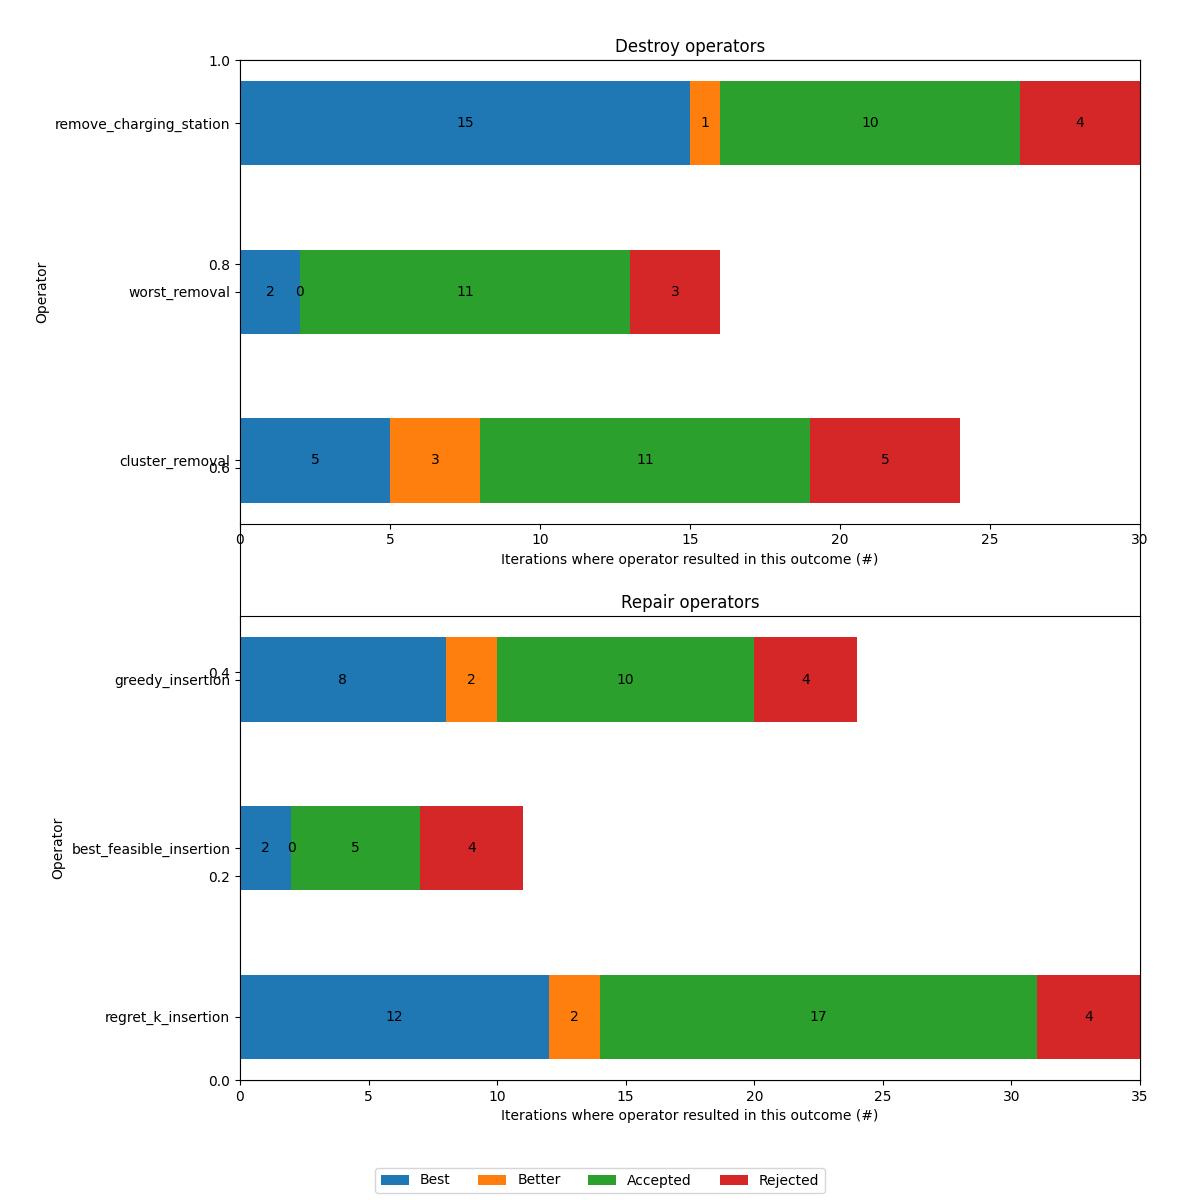 Destroy operators
1.0
remove_charging_station
15 1 10 4
0.8
worst_removal
2 0 11 3
Operator
cluster_removal
0.6
5 3 11 5
0 5 10 15 20 25 30
Iterations where operator resulted in this outcome (#)
Repair operators
0.4
greedy_insertion
8 2 10 4
best_feasible_insertion
2 0 5 4
Operator
0.2
regret_k_insertion
12 2 17 4
0.0
0 5 10 15 20 25 30 35
Iterations where operator resulted in this outcome (#)
Best Better Accepted Rejected